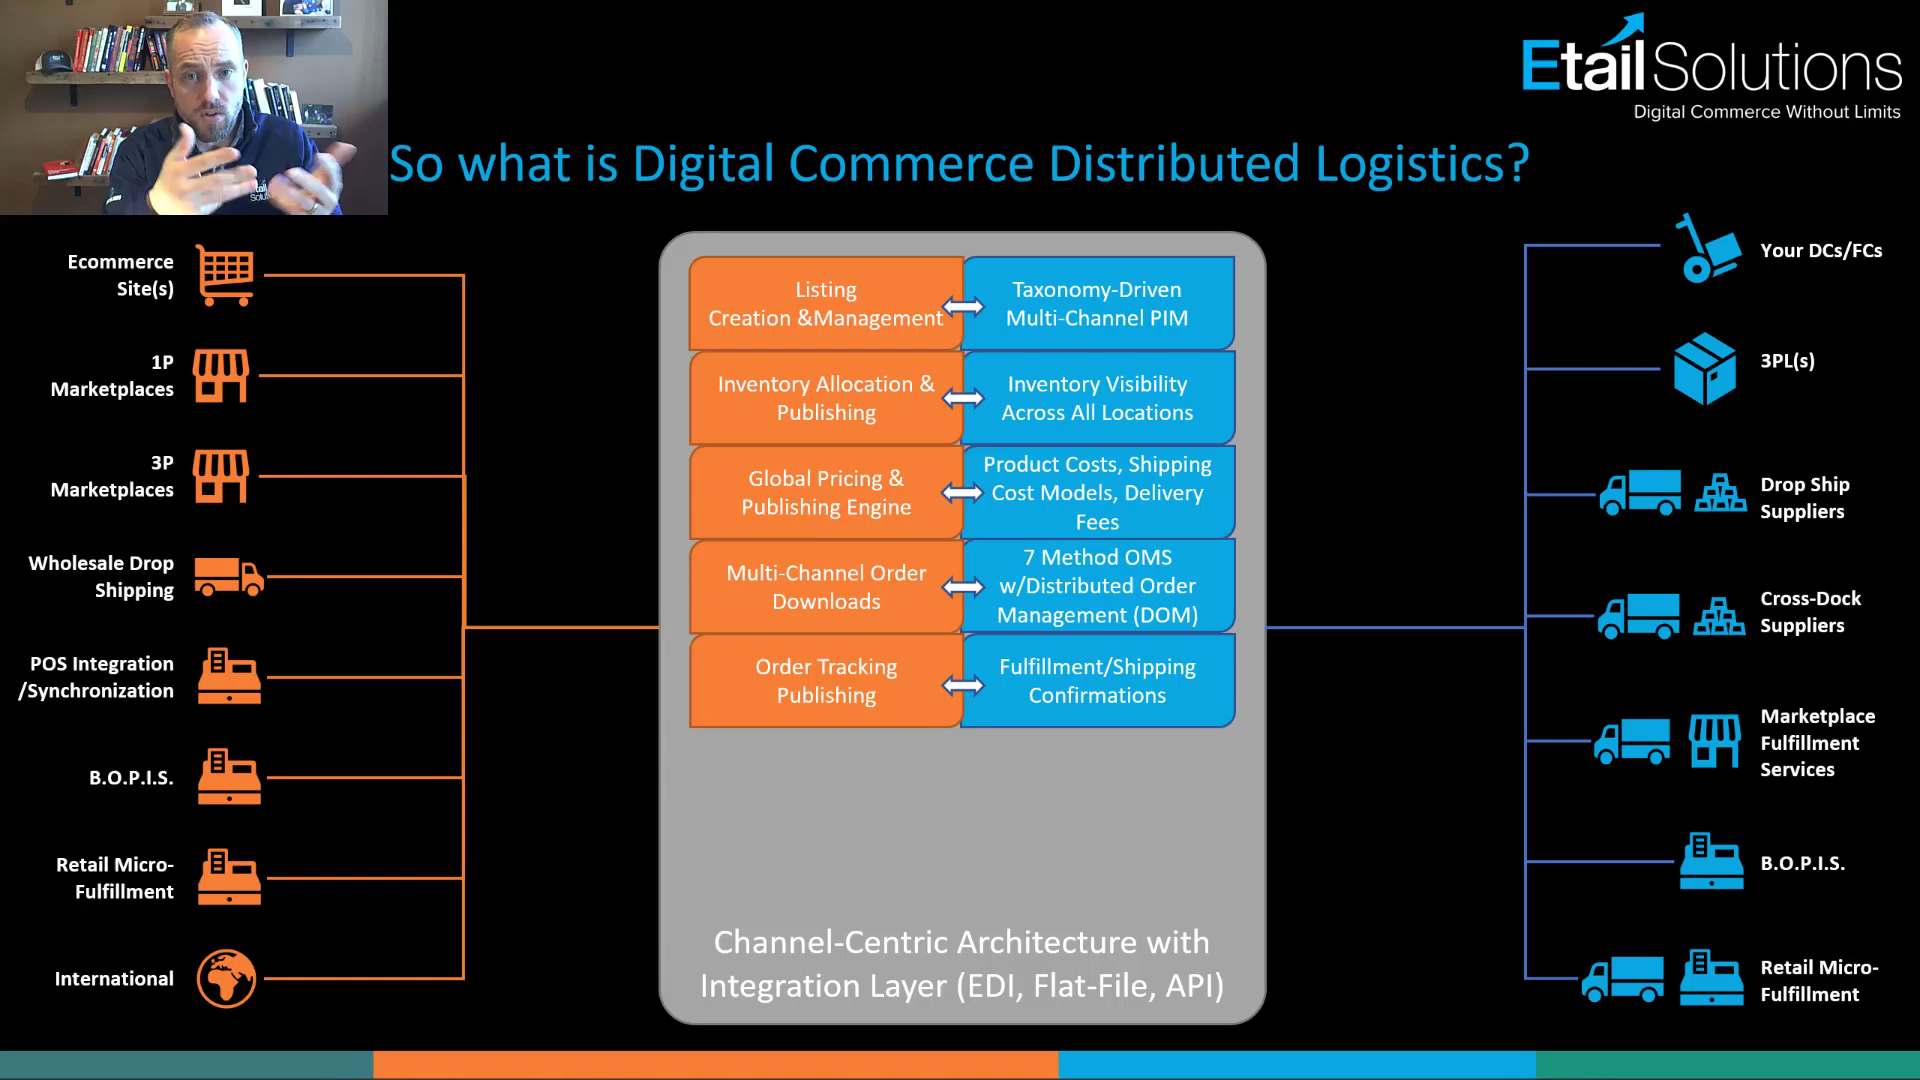 Etail Solutions
Digital Commerce Without Limits
So what is Digital Commerce Distributed Logistics?
Ecommerce
Site(s)
1P
Marketplaces
3P
Marketplaces
Wholesale Drop
Shipping
POS Integration
/Synchronization
B.O.P.I.S.
Retail Micro-
Fulfillment
International
Listing
Creation &Management
Taxonomy-Driven
Multi-Channel PIM
Inventory Allocation &
Publishing
Inventory Visibility
Across All Locations
Global Pricing &
Publishing Engine
Product Costs, Shipping
Cost Models, Delivery
Fees
Multi-Channel Order
Downloads
7 Method OMS
w/Distributed Order
Management (DOM)
Order Tracking
Publishing
Fulfillment/Shipping
Confirmations
Channel-Centric Architecture with
Integration Layer (EDI, Flat-File, API)
Your DCs/FCs
3PL(s)
Drop Ship
Suppliers
Cross-Dock
Suppliers
Marketplace
Fulfillment
Services
B.O.P.I.S.
Retail Micro-
Fulfillment